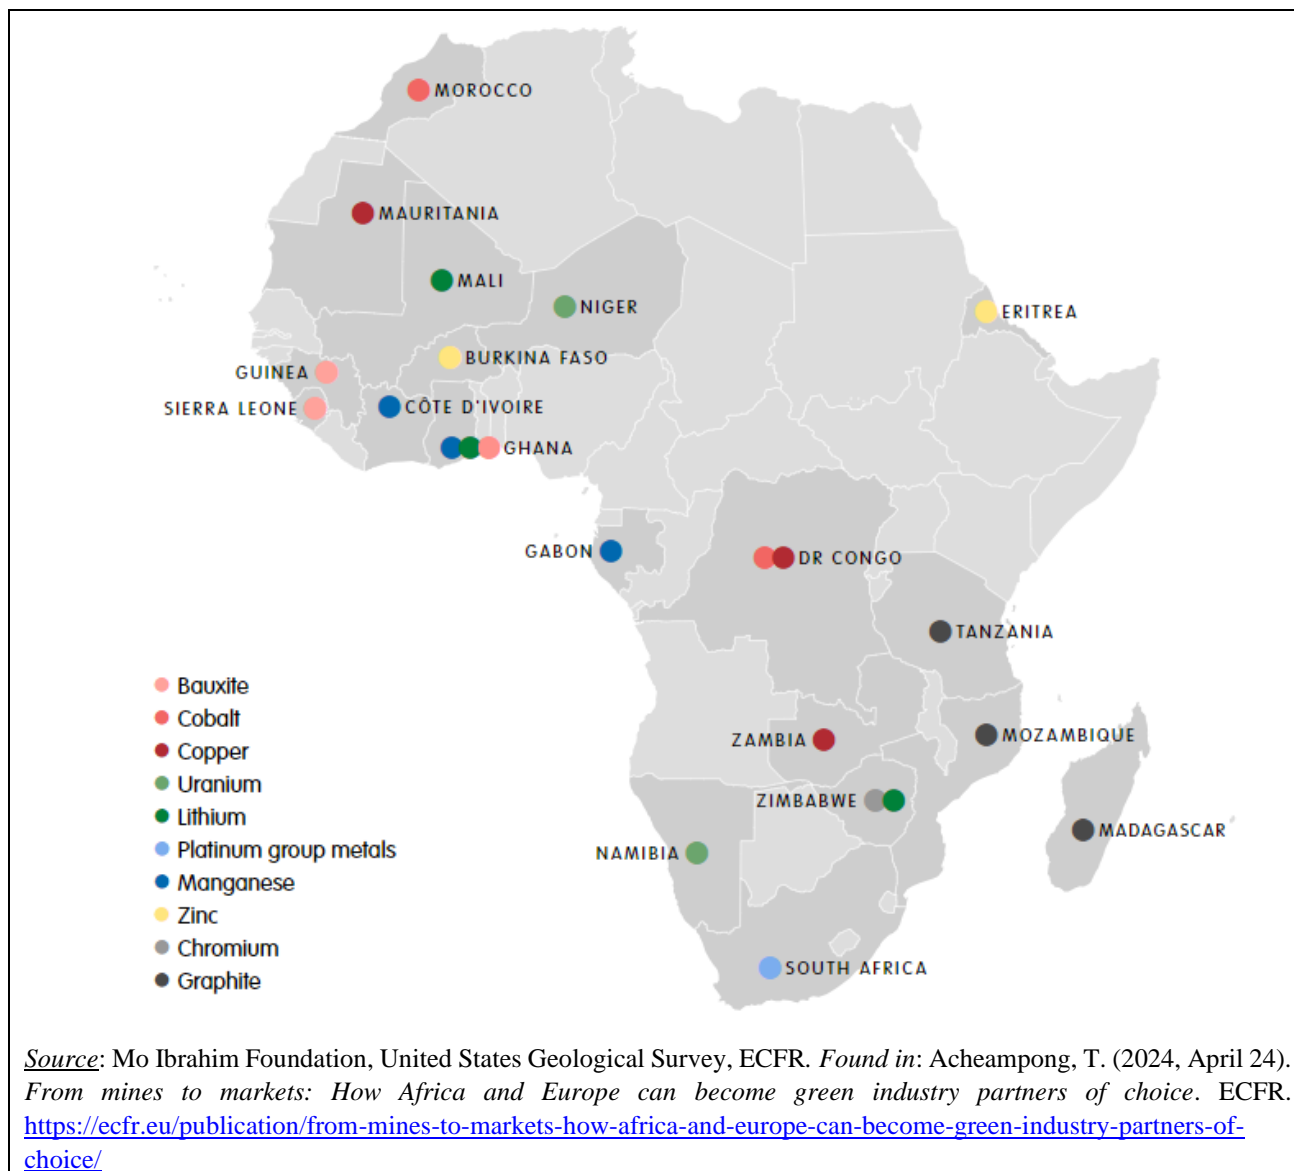 MOROCCO
MAURITANIA
MALI
NIGER
ERITREA
BURKINA FASO
GUINEA
SIERRA LEONE
CÔTE D'IVOIRE
GHANA
GABON
DR CONGO
TANZANIA
ZAMBIA
MOZAMBIQUE
ZIMBABWE
MADAGASCAR
NAMIBIA
SOUTH AFRICA
Bauxite
Cobalt
Copper
Uranium
Lithium
Platinum group metals
Manganese
Zinc
Chromium
Graphite
Source: Mo Ibrahim Foundation, United States Geological Survey, ECFR. Found in: Acheampong, T. (2024, April 24).
From mines to markets: How Africa and Europe can become green industry partners of choice. ECFR.
https://ecfr.eu/publication/from-mines-to-markets-how-africa-and-europe-can-become-green-industry-partners-of-
choice/